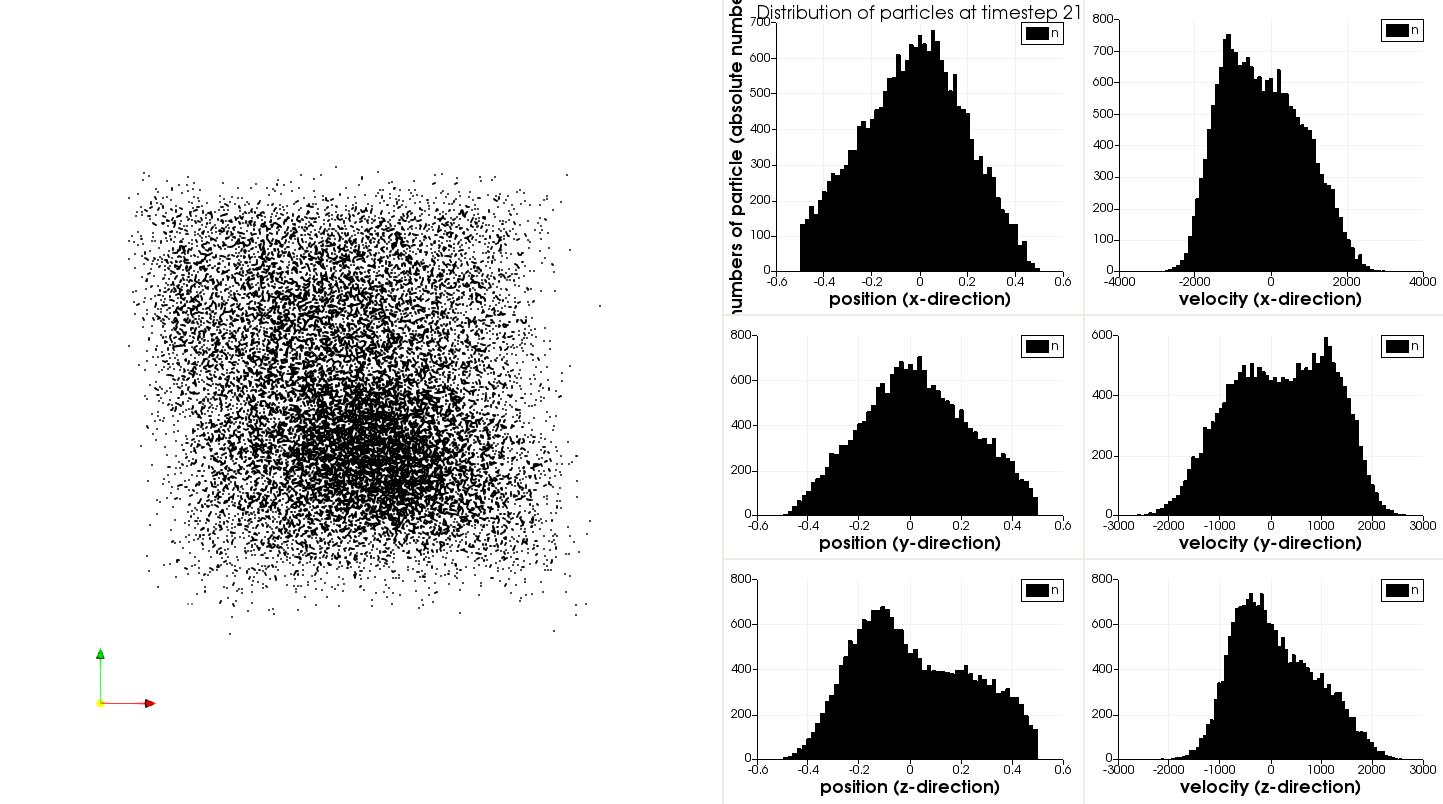 Distribution of particles at timestep 21
numbers of particle (absolute numbe
700
600
500
400
300
200
100
0
-0.6 -0.4 -0.2 0 0.2 0.4 0.6
position (x-direction)
n
800
700
600
500
400
300
200
100
0
-4000 -2000 0 2000 4000
velocity (x-direction)
n
800
600
400
200
0
-0.6 -0.4 -0.2 0 0.2 0.4 0.6
position (y-direction)
n
600
400
200
0
-3000 -2000 -1000 0 1000 2000 3000
velocity (y-direction)
n
800
600
400
200
0
-0.6 -0.4 -0.2 0 0.2 0.4 0.6
position (z-direction)
n
800
600
400
200
0
-3000 -2000 -1000 0 1000 2000 3000
velocity (z-direction)
n